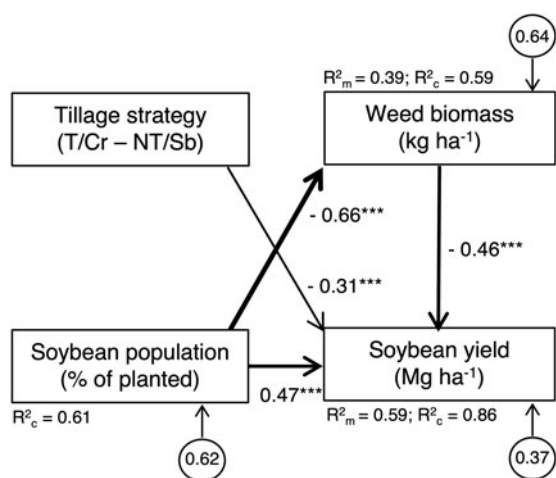 0.64
R²m = 0.39; R²c = 0.59
Tillage strategy
(T/Cr – NT/Sb)
Weed biomass
(kg ha⁻¹)
- 0.66***
- 0.46***
- 0.31***
Soybean population
(% of planted)
Soybean yield
(Mg ha⁻¹)
0.47***
R²c = 0.61
R²m = 0.59; R²c = 0.86
0.62
0.37